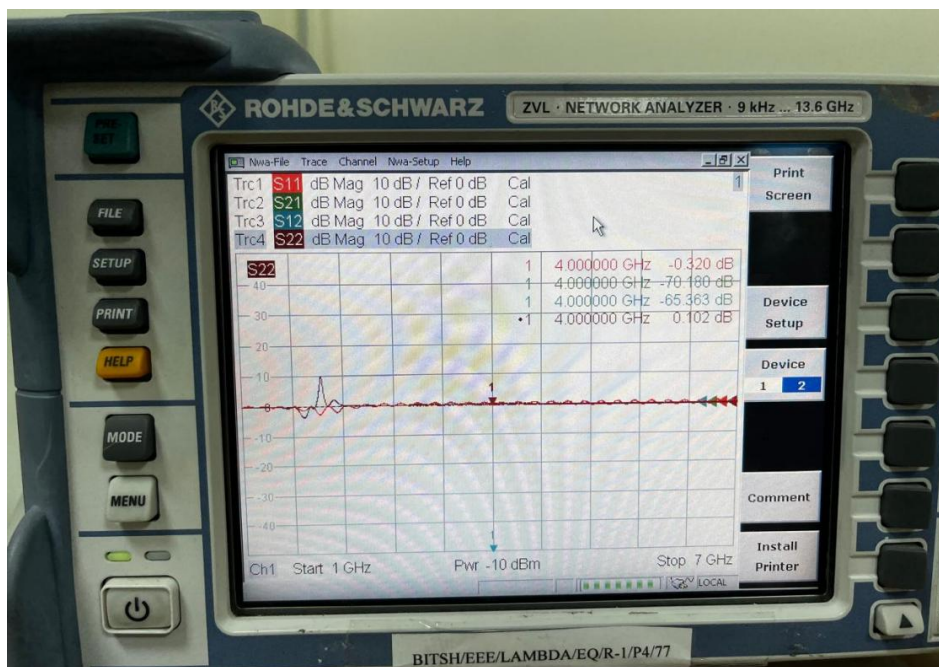 ROHDE&SCHWARZ
ZVL · NETWORK ANALYZER · 9 kHz ... 13.6 GHz
PRE-
SET
FILE
SETUP
PRINT
HELP
MODE
MENU
Nwa-File Trace Channel Nwa-Setup Help
Trc1 S11 dB Mag 10 dB / Ref 0 dB Cal 1
Trc2 S21 dB Mag 10 dB / Ref 0 dB Cal
Trc3 S12 dB Mag 10 dB / Ref 0 dB Cal
Trc4 S22 dB Mag 10 dB / Ref 0 dB Cal
S22
1 4.000000 GHz -0.320 dB
1 4.000000 GHz -70.180 dB
1 4.000000 GHz -65.363 dB
•1 4.000000 GHz 0.102 dB
40
30
20
10
0
-10
-20
-30
-40
1
1
Ch1 Start 1 GHz Pwr -10 dBm Stop 7 GHz
LOCAL
Print
Screen
Device
Setup
Device
1 2
Comment
Install
Printer
BITSH/EEE/LAMBDA/EQ/R-1/P4/77